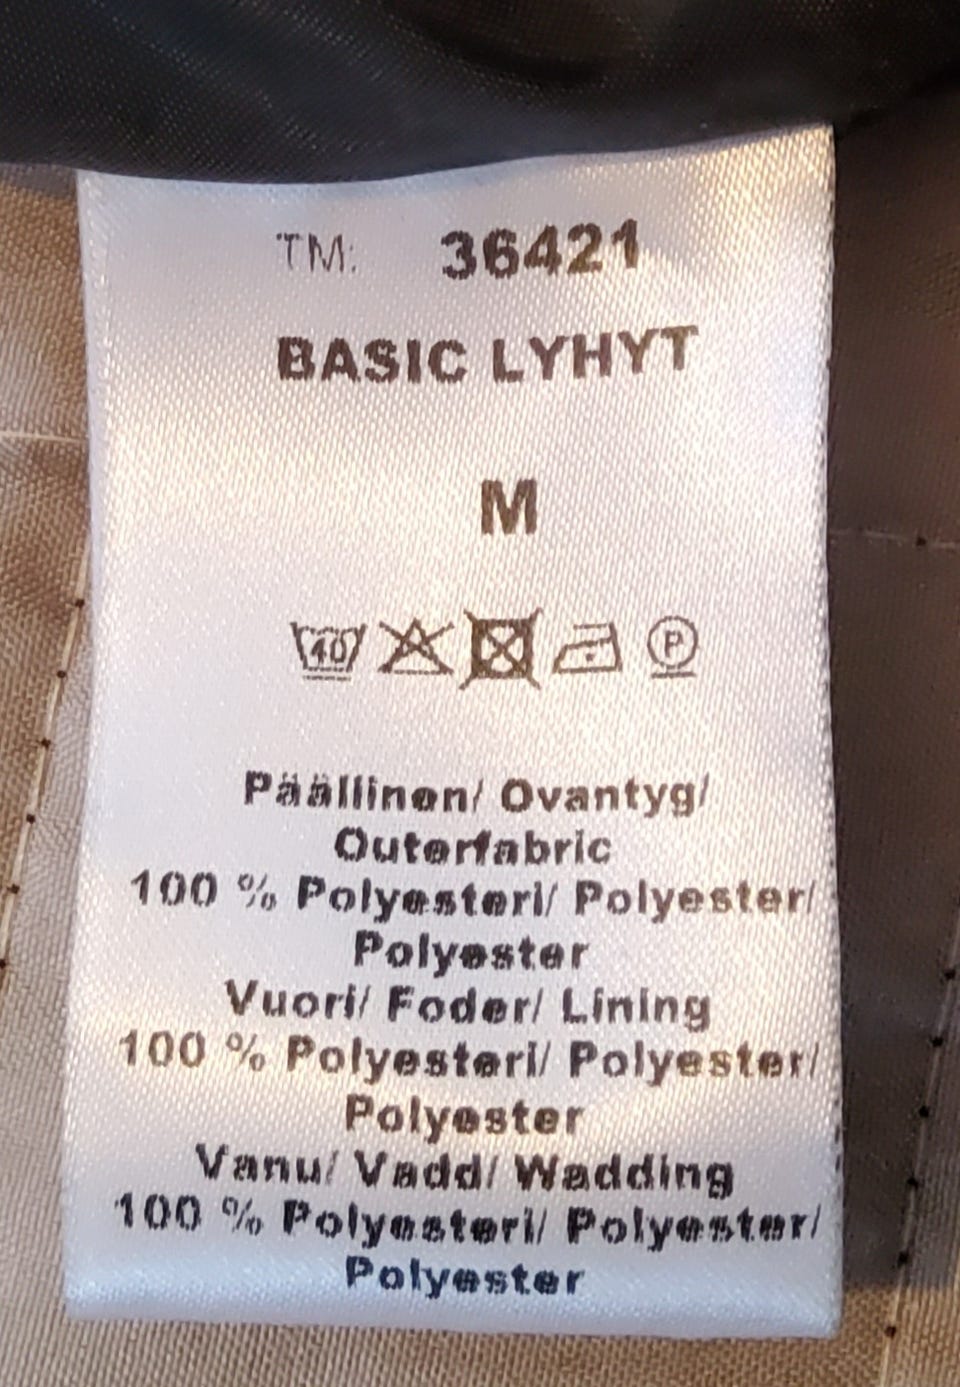 TM: 36421
BASIC LYHYT
M
40 P
Päällinen/ Ovantyg/
Outerfabric
100 % Polyesteri/ Polyester/
Polyester
Vuori/ Foder/ Lining
100 % Polyesteri/ Polyester/
Polyester
Vanu/ Vadd/ Wadding
100 % Polyesteri/ Polyester/
Polyester